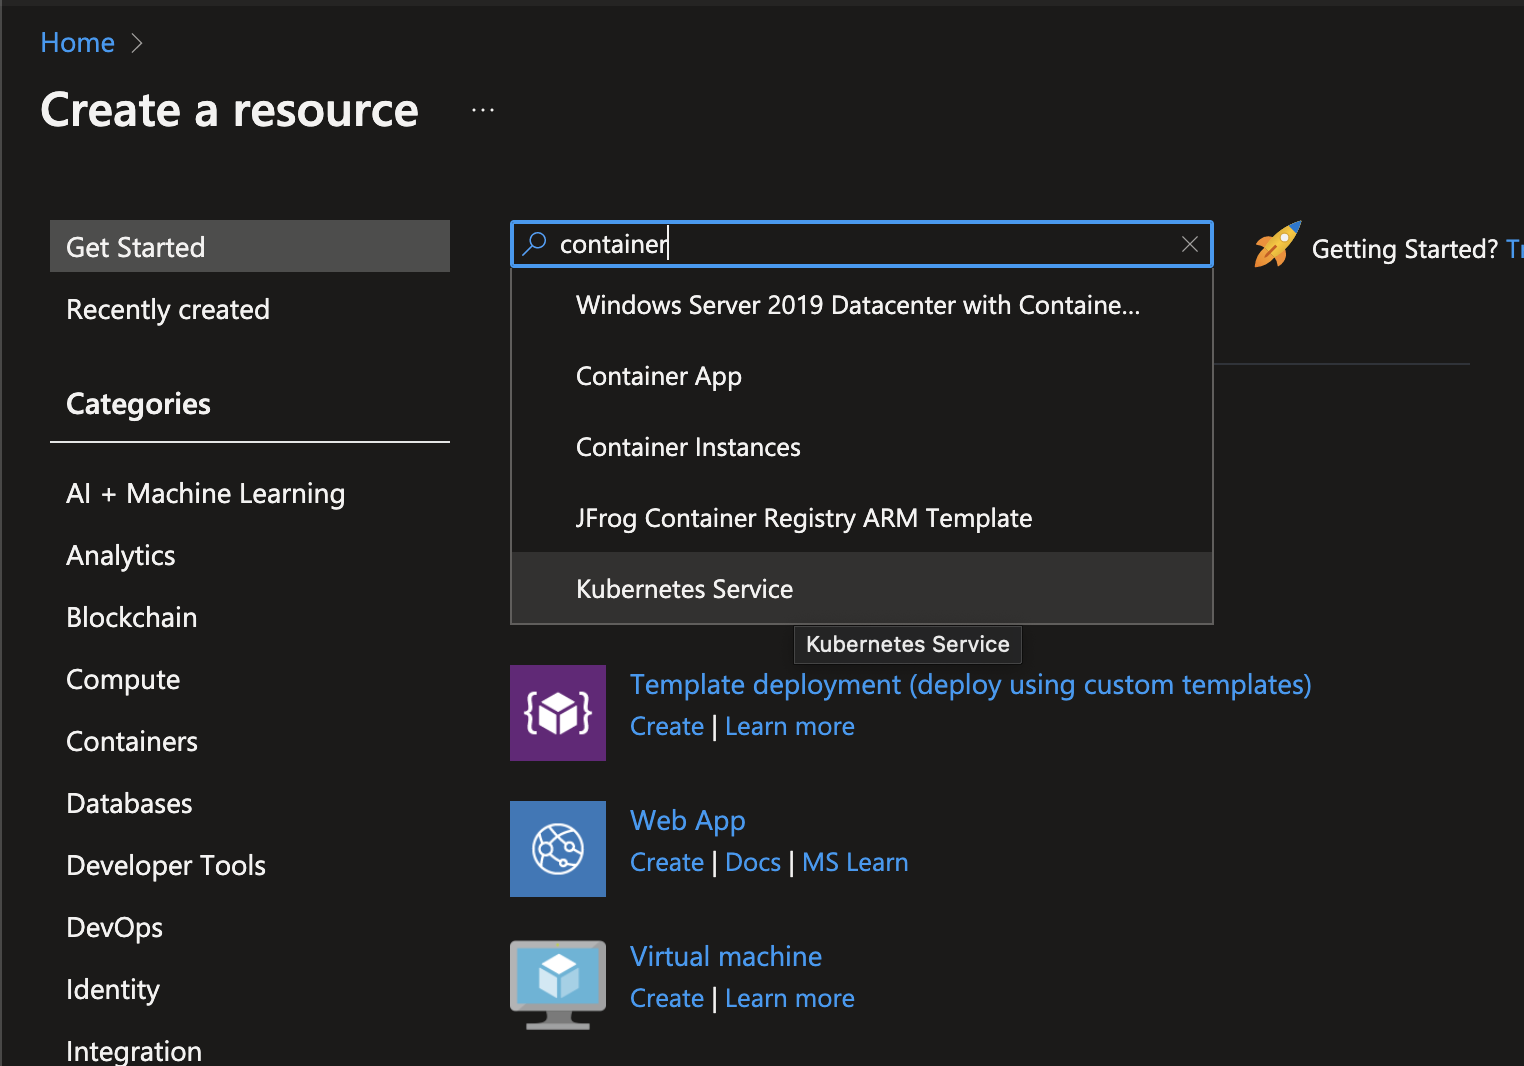 Home
Create a resource
...
Get Started
Recently created
Categories
AI + Machine Learning
Analytics
Blockchain
Compute
Containers
Databases
Developer Tools
DevOps
Identity
Integration
container
Getting Started? Tr
Windows Server 2019 Datacenter with Containe...
Container App
Container Instances
JFrog Container Registry ARM Template
Kubernetes Service
Kubernetes Service
Template deployment (deploy using custom templates)
Create | Learn more
Web App
Create | Docs | MS Learn
Virtual machine
Create | Learn more